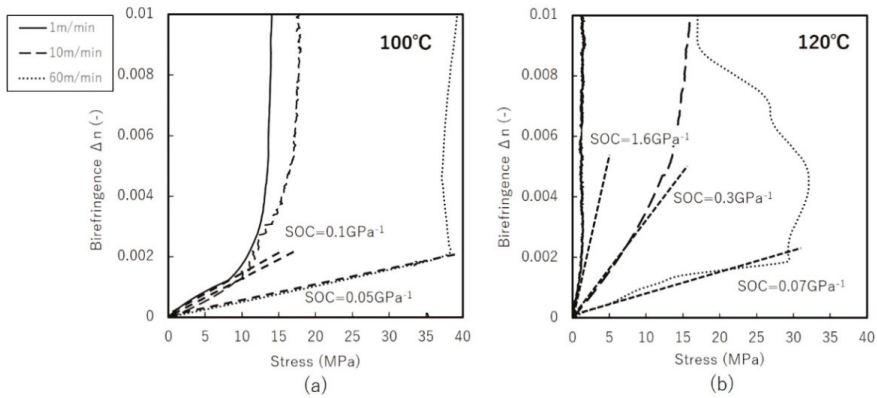 1m/min
10m/min
60m/min
Birefringence Δn (-)
0.01
0.008
0.006
0.004
0.002
0
100℃
SOC=0.1GPa⁻¹
SOC=0.05GPa⁻¹
0 5 10 15 20 25 30 35 40
Stress (MPa)
(a)
Birefringence Δn (-)
0.01
0.008
0.006
0.004
0.002
0
120℃
SOC=1.6GPa⁻¹
SOC=0.3GPa⁻¹
SOC=0.07GPa⁻¹
0 5 10 15 20 25 30 35 40
Stress (MPa)
(b)